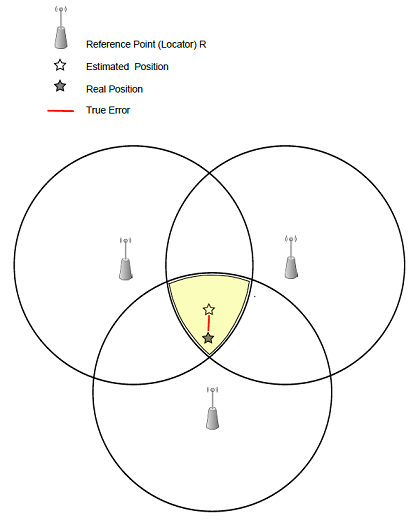 Reference Point (Locator) R
Estimated Position
Real Position
True Error